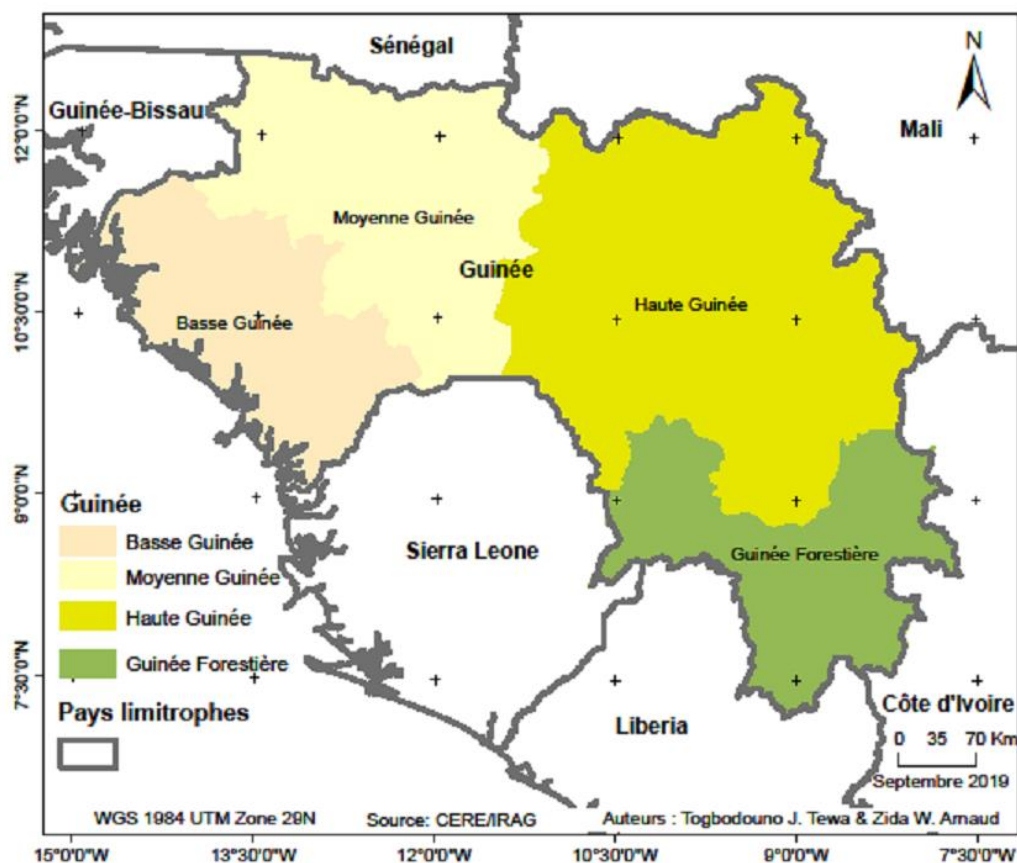 Sénégal
N
Guinée-Bissau
Mali
12°0'0"N
Moyenne Guinée
Guinée
Haute Guinée
10°30'0"N
Basse Guinée
9°0'0"N
Guinée
Basse Guinée
Sierra Leone
Guinée Forestière
Moyenne Guinée
Haute Guinée
Guinée Forestière
7°30'0"N
Pays limitrophes
Liberia
Côte d'Ivoire
0 35 70 Km
Septembre 2019
WGS 1984 UTM Zone 29N Source: CERE/IRAG Auteurs : Togbodouno J. Tewa & Zida W. Arnaud
15°0'0"W 13°30'0"W 12°0'0"W 10°30'0"W 9°0'0"W 7°30'0"W